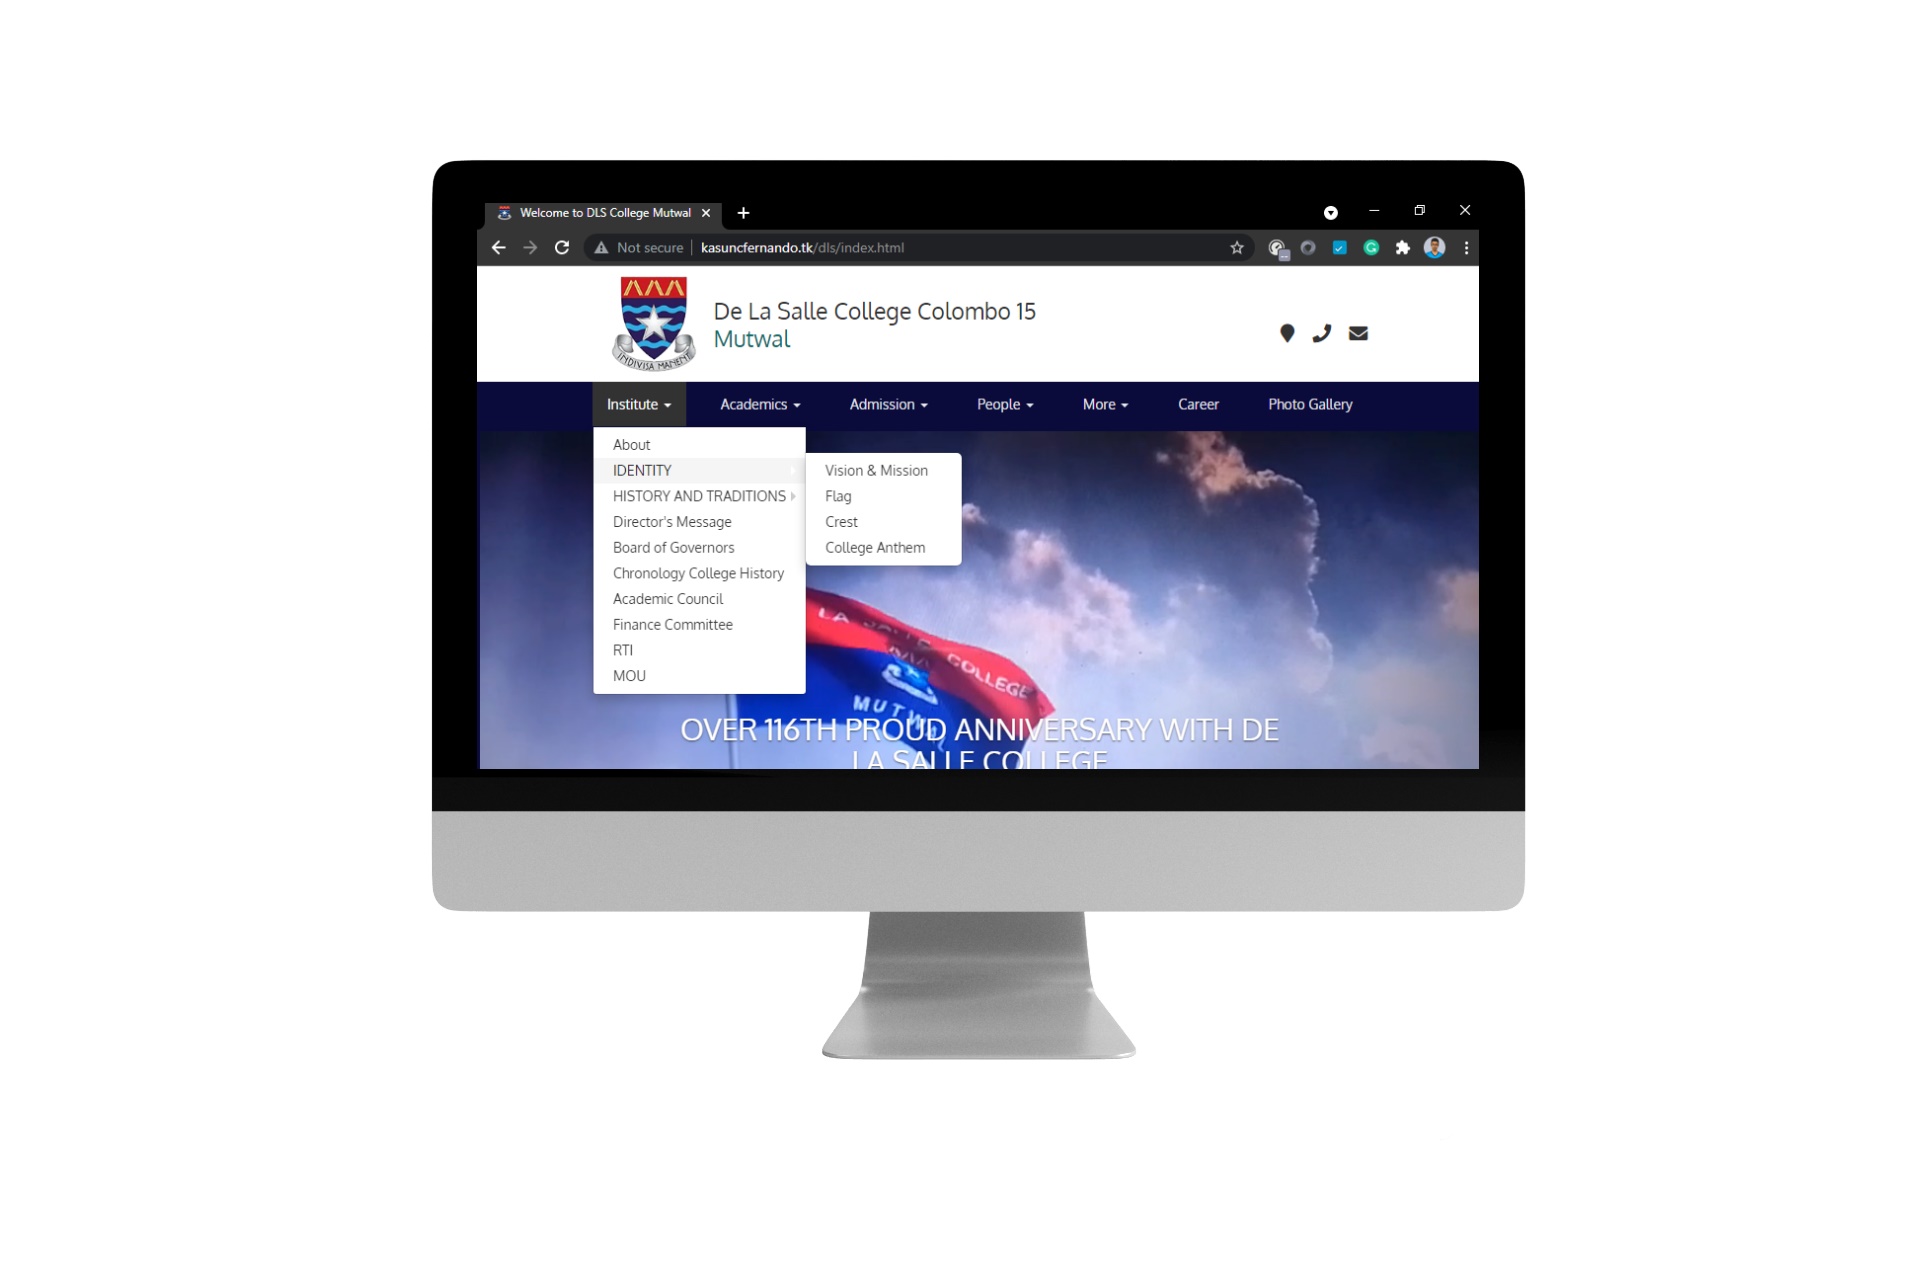 Welcome to DLS College Mutwal
Not secure | kasuncfernando.tk/dls/index.html
INDIVISA MANENT
De La Salle College Colombo 15
Mutwal
Institute
Academics
Admission
People
More
Career
Photo Gallery
About
IDENTITY
HISTORY AND TRADITIONS
Director's Message
Board of Governors
Chronology College History
Academic Council
Finance Committee
RTI
MOU
Vision & Mission
Flag
Crest
College Anthem
LA SALLE COLLEGE
MUTWAL
OVER 116TH PROUD ANNIVERSARY WITH DE
LA SALLE COLLEGE